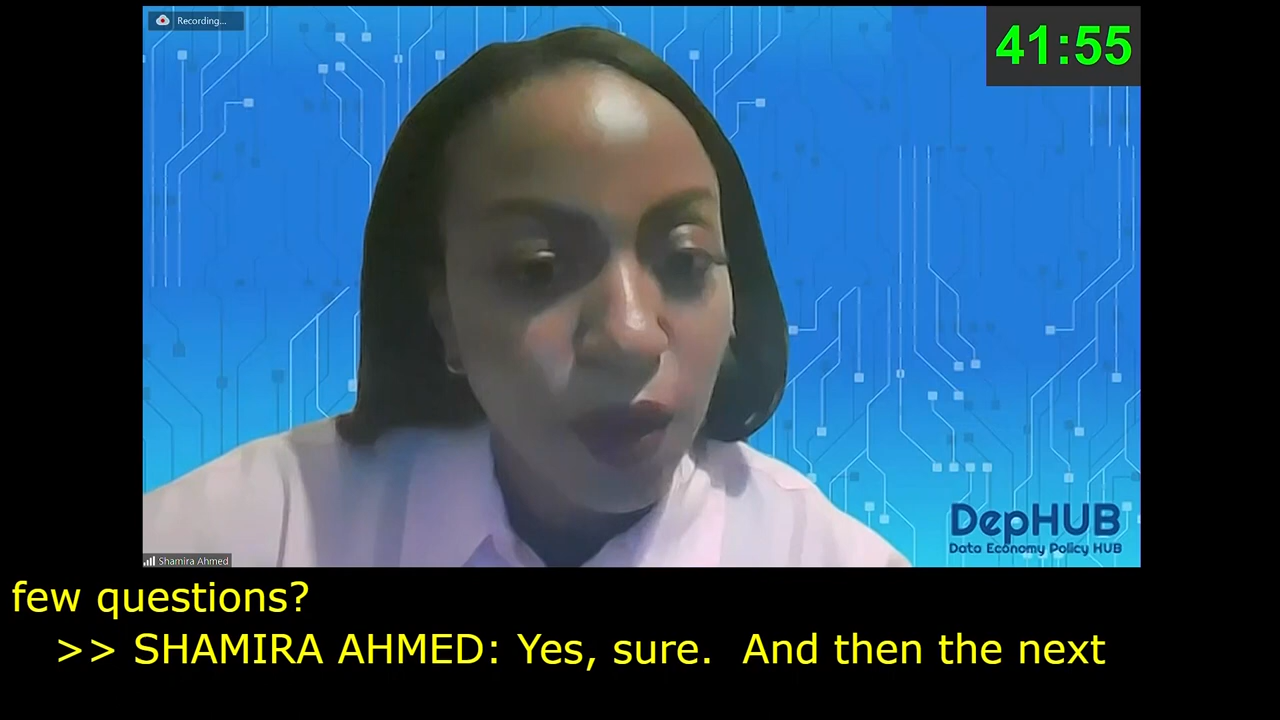 Recording...
41:55
DepHUB
Data Economy Policy HUB
Shamira Ahmed
few questions?
>> SHAMIRA AHMED: Yes, sure.  And then the next